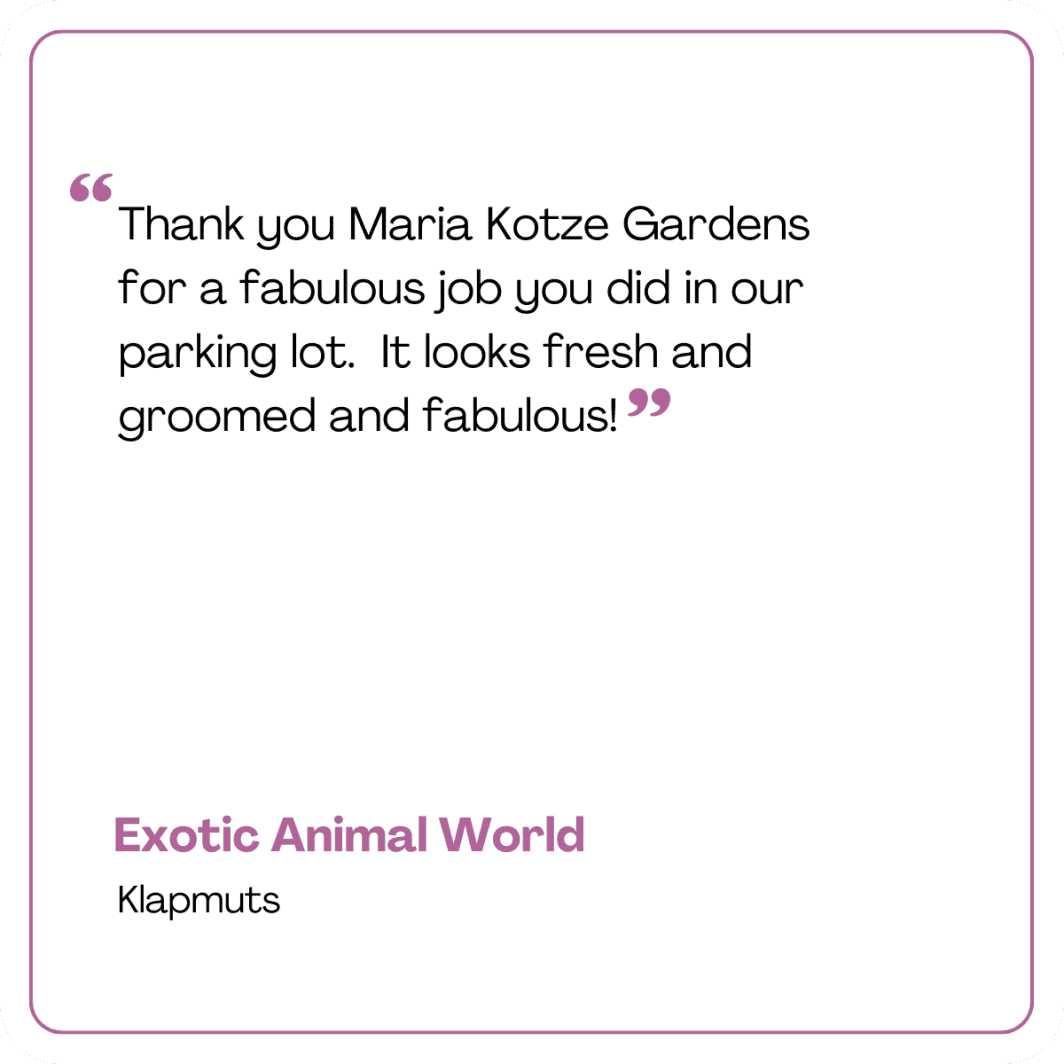 “Thank you Maria Kotze Gardens
for a fabulous job you did in our
parking lot.  It looks fresh and
groomed and fabulous!”
Exotic Animal World
Klapmuts